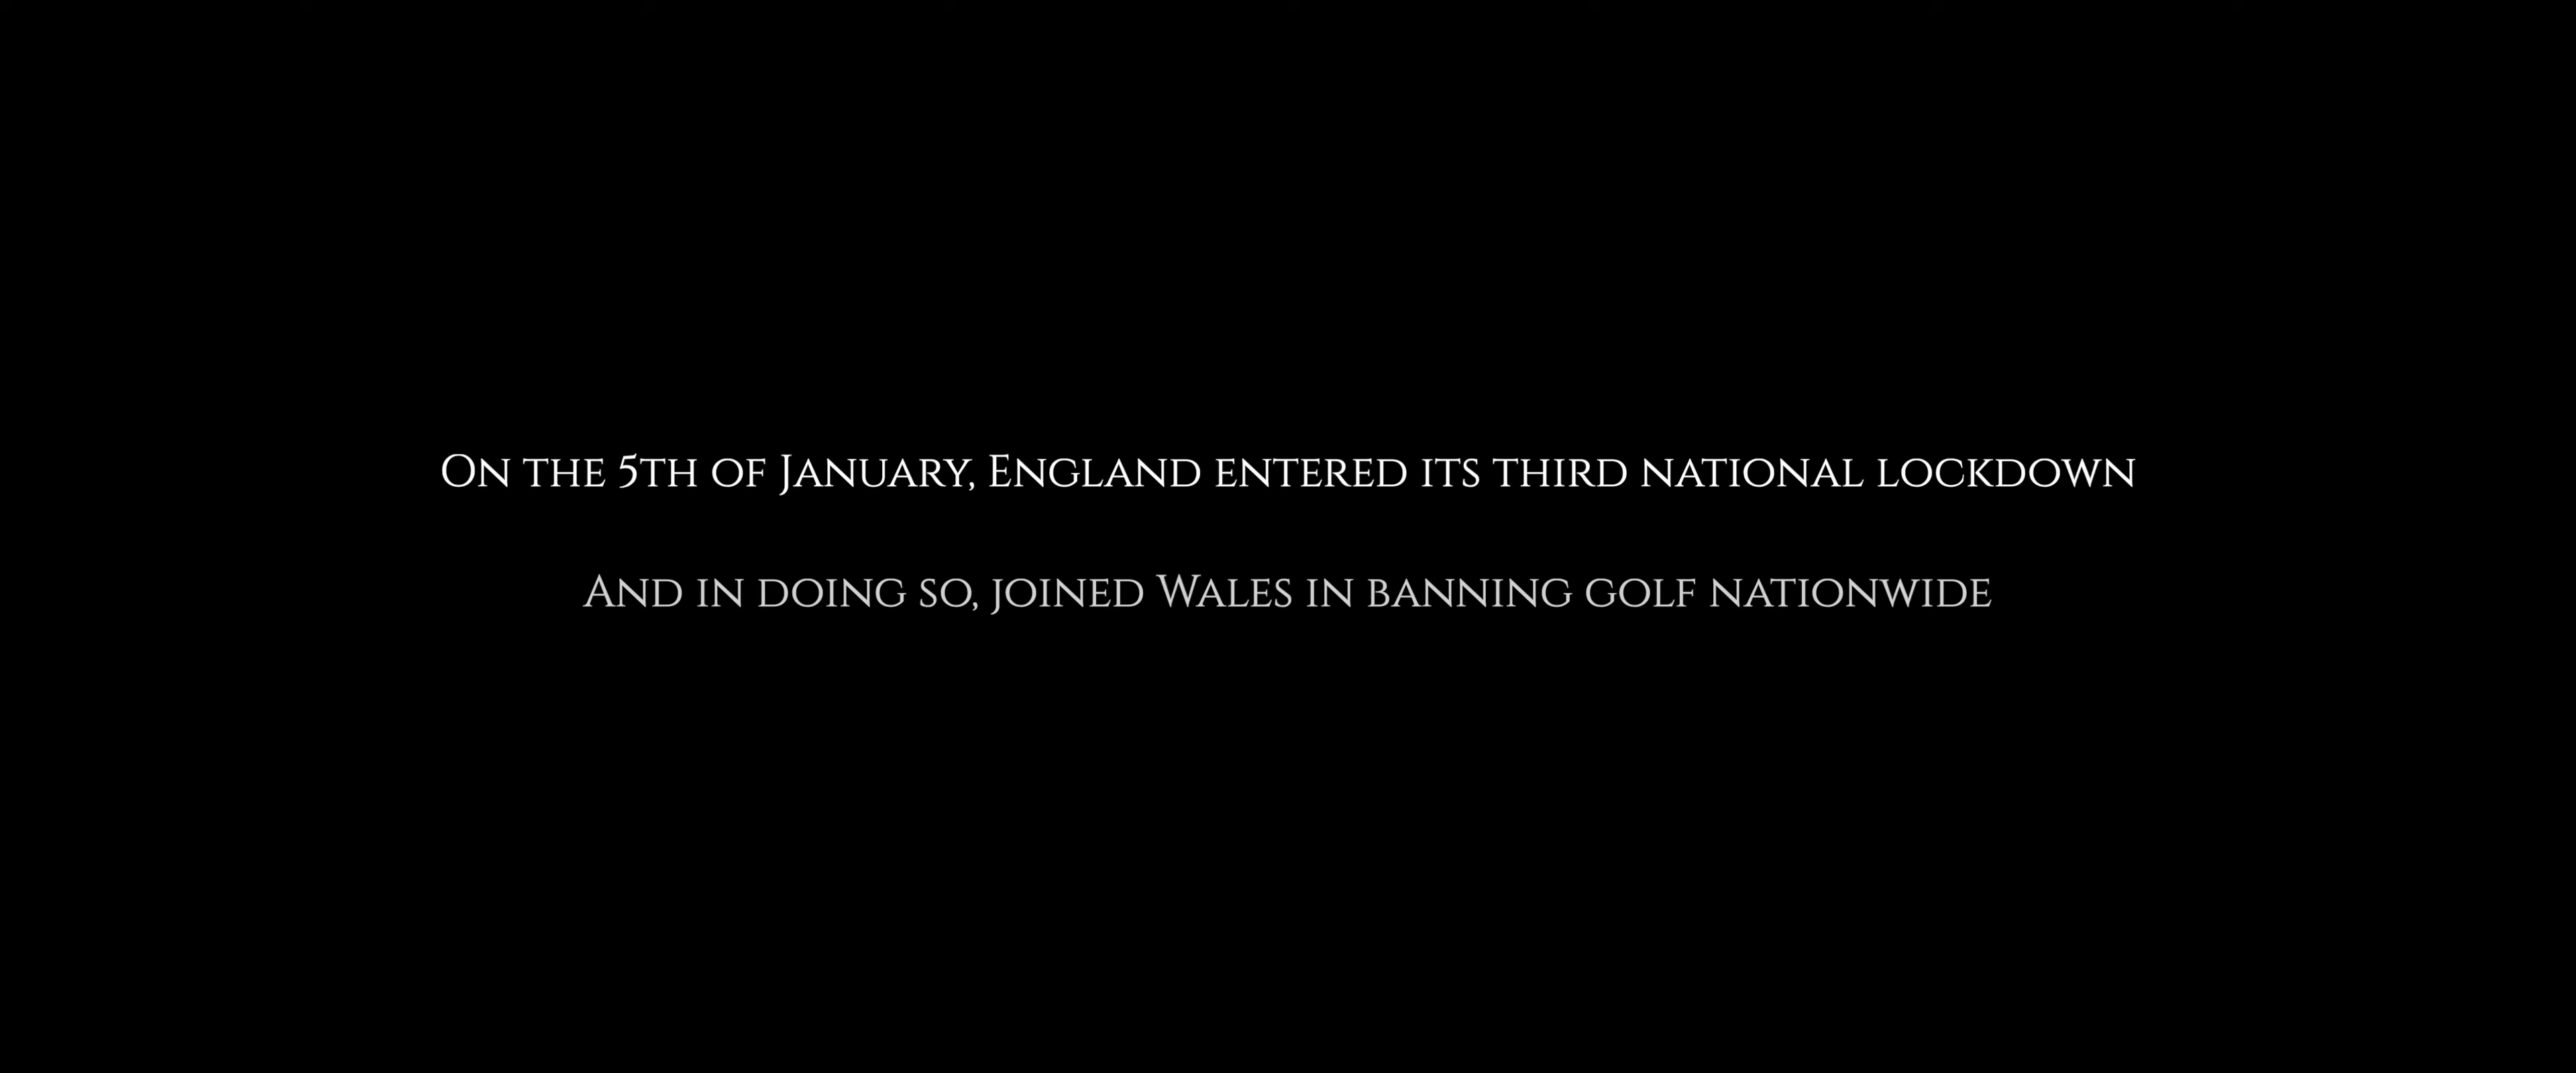 On the 5th of January, England entered its third national lockdown
And in doing so, joined Wales in banning golf nationwide